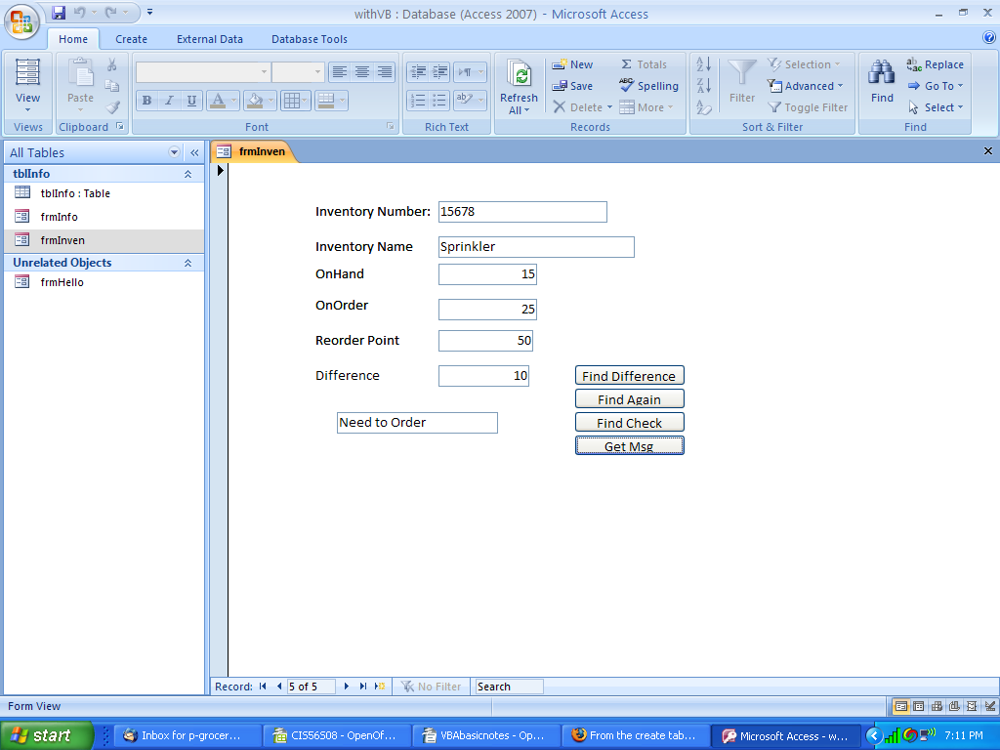 withVB : Database (Access 2007) - Microsoft Access
Home Create External Data Database Tools
View Paste Refresh All Filter Find
B I U A ab
New Σ Totals
Save ABC Spelling
Delete More
A Z Selection
Z A Advanced
Toggle Filter
Replace
Go To
Select
Views Clipboard Font Rich Text Records Sort & Filter Find
All Tables «
tblInfo
tblInfo : Table
frmInfo
frmInven
Unrelated Objects
frmHello
frmInven
Inventory Number: 15678
Inventory Name Sprinkler
OnHand 15
OnOrder 25
Reorder Point 50
Difference 10 Find Difference
Find Again
Need to Order Find Check
Get Msg
Record: 5 of 5 No Filter Search
Form View
start Inbox for p-grocer... CIS56S08 - OpenOf... VBAbasicnotes - Op... From the create tab... Microsoft Access - w... 7:11 PM